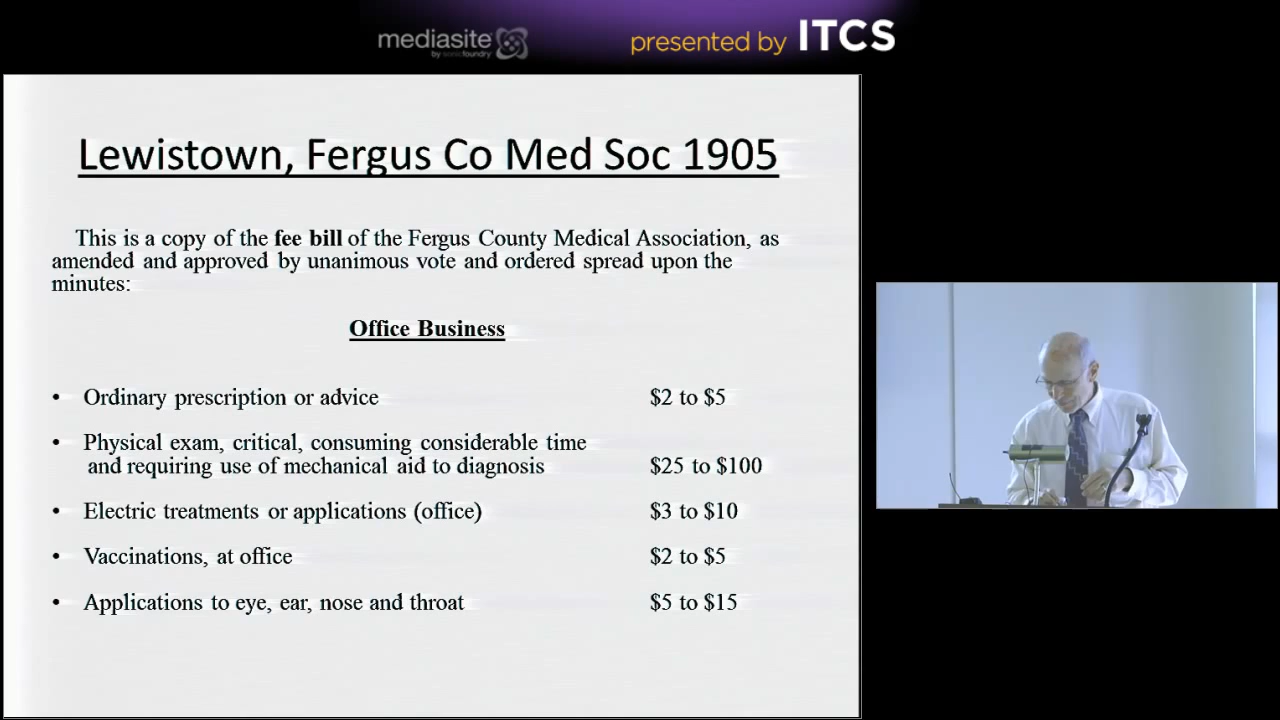 mediasite
by sonicfoundry
presented by ITCS
Lewistown, Fergus Co Med Soc 1905
This is a copy of the fee bill of the Fergus County Medical Association, as
amended and approved by unanimous vote and ordered spread upon the
minutes:
Office Business
• Ordinary prescription or advice $2 to $5
• Physical exam, critical, consuming considerable time
and requiring use of mechanical aid to diagnosis $25 to $100
• Electric treatments or applications (office) $3 to $10
• Vaccinations, at office $2 to $5
• Applications to eye, ear, nose and throat $5 to $15